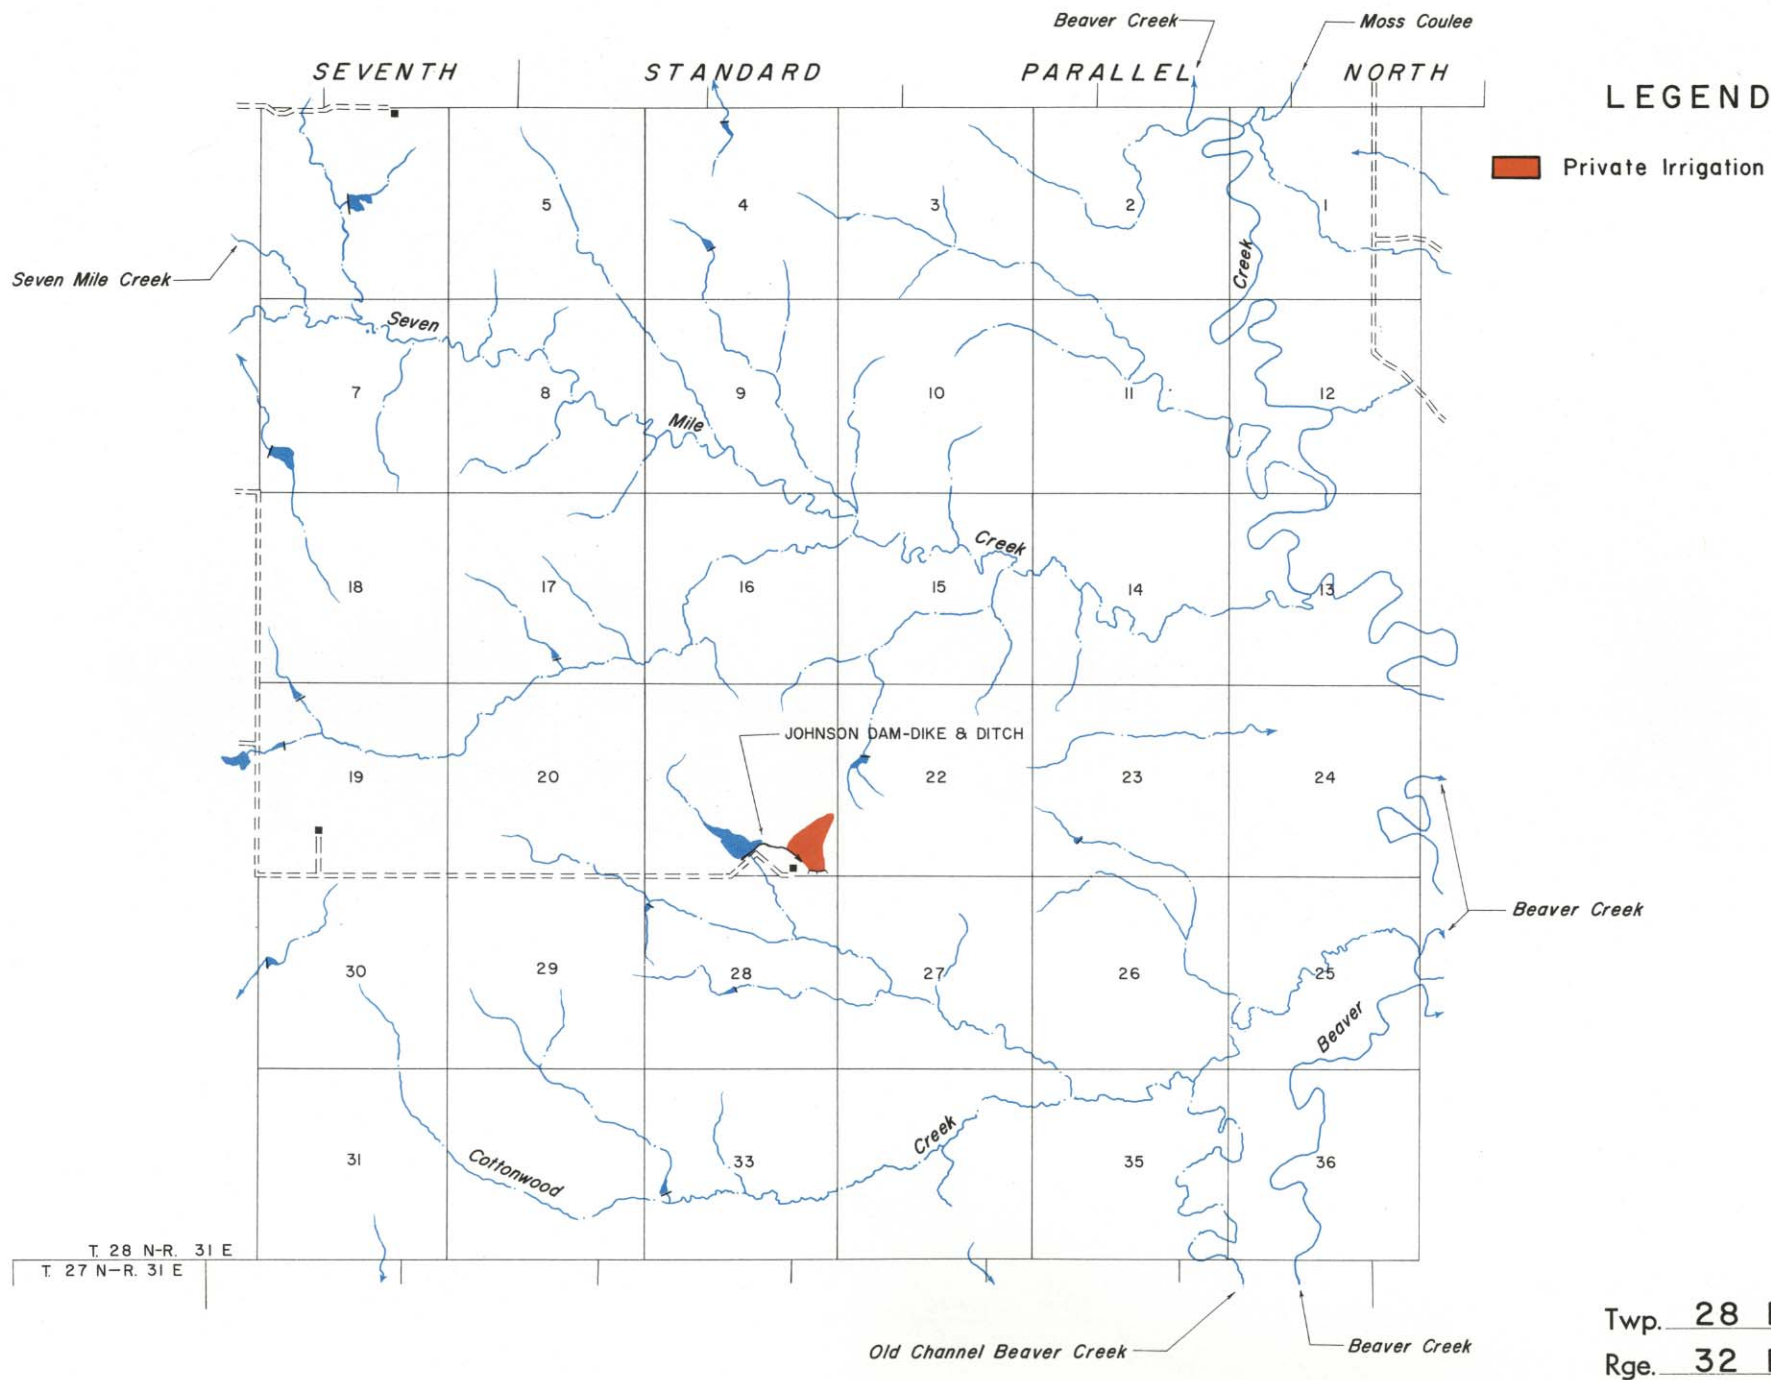 Beaver Creek
Moss Coulee
SEVENTH STANDARD PARALLEL NORTH
LEGEND
Private Irrigation
5 4 3 2 1
Creek
Seven Mile Creek
Seven
7 8 9 10 11 12
Mile
Creek
18 17 16 15 14 13
JOHNSON DAM-DIKE & DITCH
19 20 22 23 24
Beaver Creek
30 29 28 27 26 25
Beaver
Creek
31 33 35 36
Cottonwood
T. 28 N-R. 31 E
T. 27 N-R. 31 E
Twp. 28
Old Channel Beaver Creek
Beaver Creek
Rge. 32